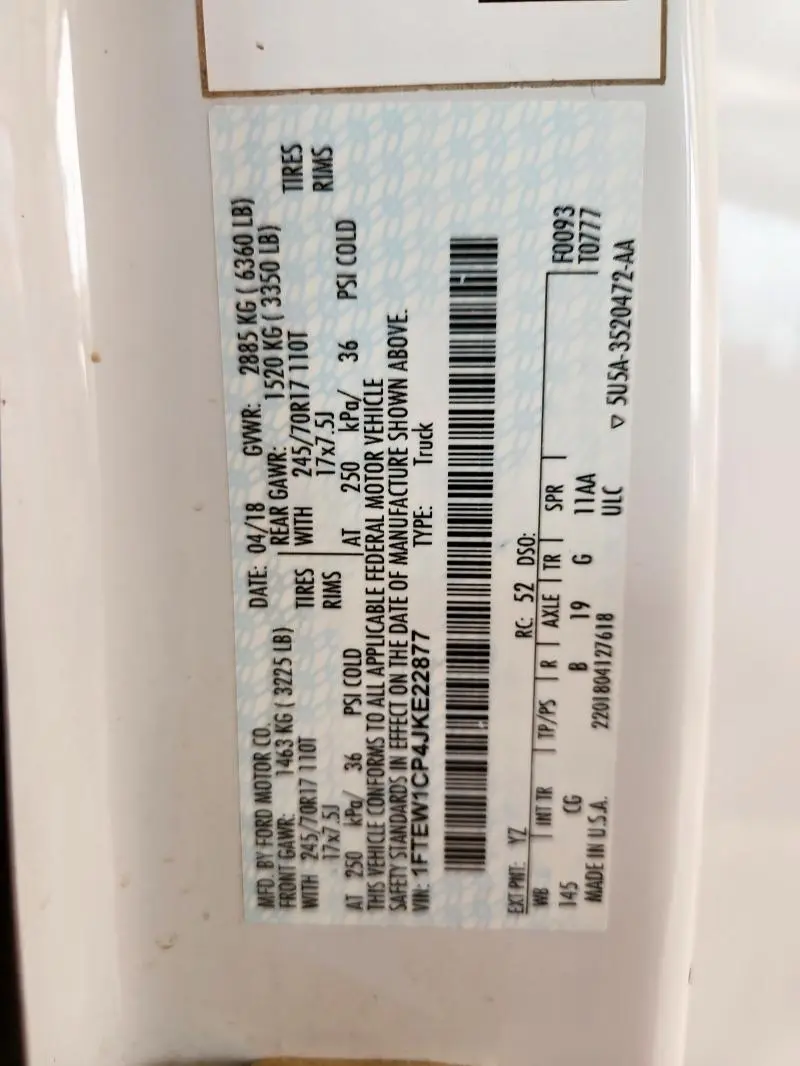 MFD. BY FORD MOTOR CO. DATE: 04/18 GVWR: 2885 KG ( 6360 LB)
FRONT GAWR: 1463 KG ( 3225 LB) REAR GAWR: 1520 KG ( 3350 LB)
WITH 245/70R17 110T TIRES WITH 245/70R17 110T TIRES
17x7.5J RIMS 17x7.5J RIMS
AT 250 kPa/ 36 PSI COLD AT 250 kPa/ 36 PSI COLD
THIS VEHICLE CONFORMS TO ALL APPLICABLE FEDERAL MOTOR VEHICLE
SAFETY STANDARDS IN EFFECT ON THE DATE OF MANUFACTURE SHOWN ABOVE.
VIN: 1FTEW1CP4JKE22877 TYPE: Truck
EXT PNT: YZ RC: 52 DSO:
WB INT TR TP/PS R AXLE TR SPR F0093
145 CG B 19 G 11AA T0777
MADE IN U.S.A. 2201804127618 ULC ▽ 5U5A-3520472-AA